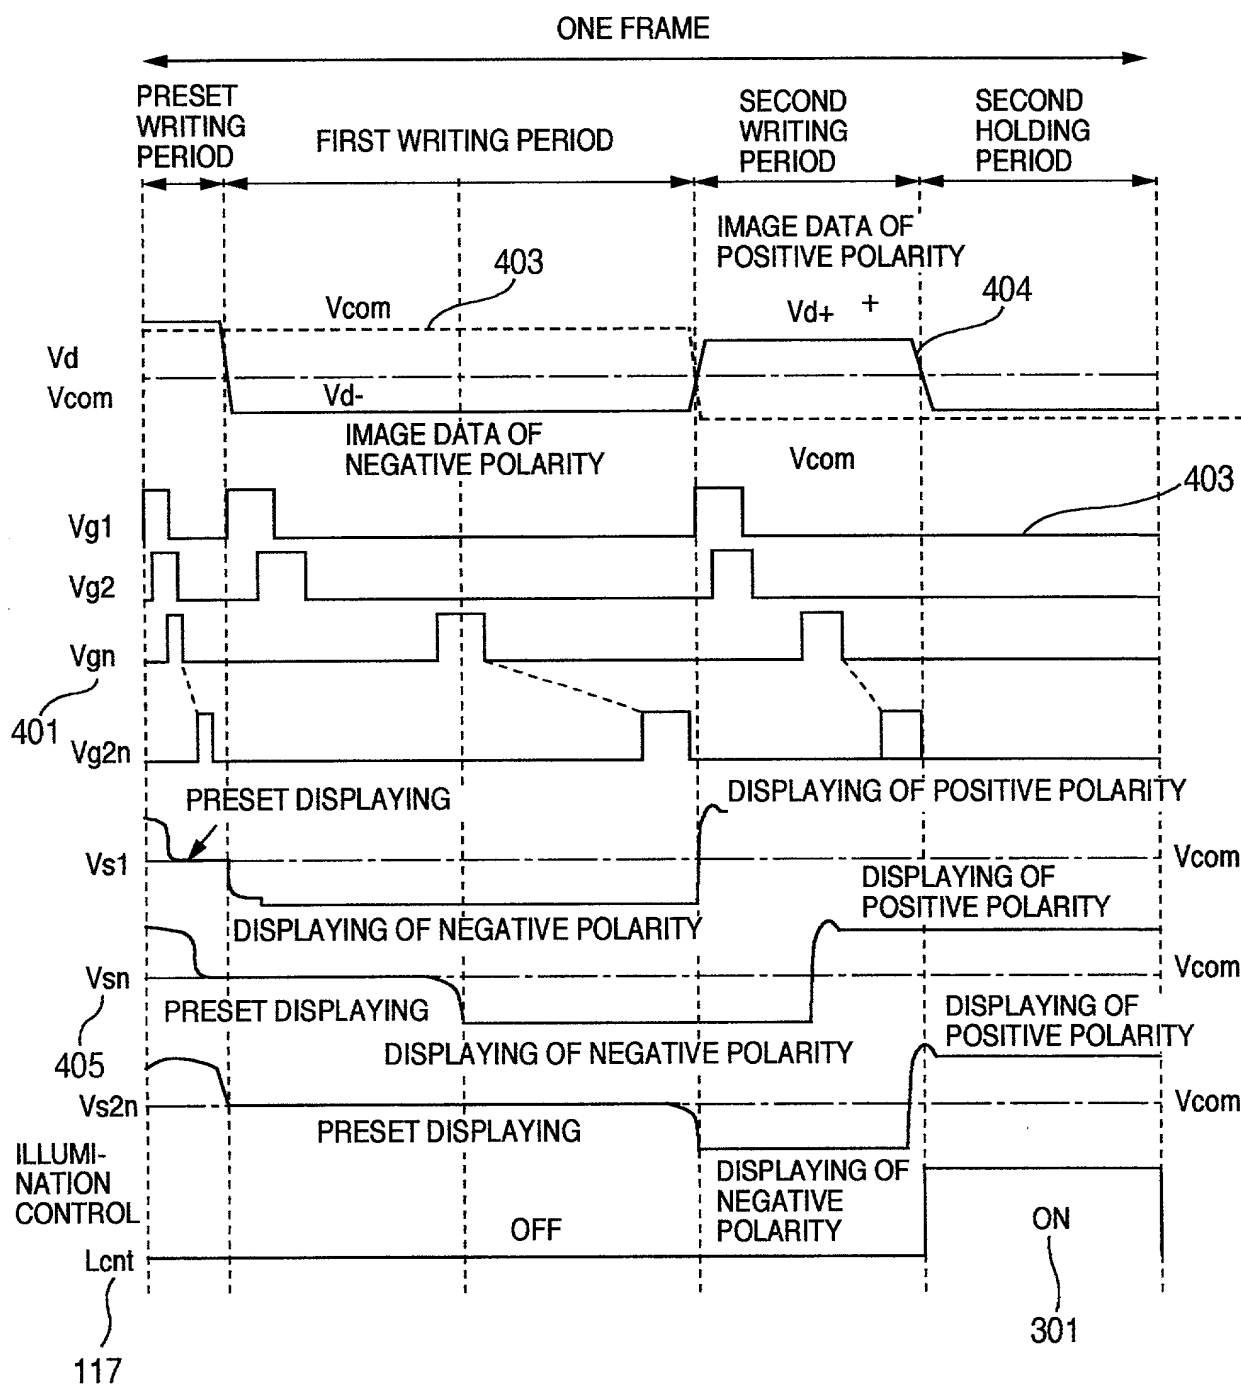 ONE FRAME
PRESET
WRITING
PERIOD
FIRST WRITING PERIOD
SECOND
WRITING
PERIOD
SECOND
HOLDING
PERIOD
IMAGE DATA OF
POSITIVE POLARITY
403
Vcom
Vd+ +
404
Vd
Vcom
Vd-
IMAGE DATA OF
NEGATIVE POLARITY
Vcom
403
Vg1
Vg2
Vgn
401
Vg2n
PRESET DISPLAYING
DISPLAYING OF POSITIVE POLARITY
Vs1
Vcom
DISPLAYING OF
POSITIVE POLARITY
DISPLAYING OF NEGATIVE POLARITY
Vsn
Vcom
PRESET DISPLAYING
DISPLAYING OF
POSITIVE POLARITY
405
DISPLAYING OF NEGATIVE POLARITY
Vs2n
Vcom
PRESET DISPLAYING
ILLUMI-
NATION
CONTROL
DISPLAYING OF
NEGATIVE
POLARITY
OFF
ON
Lcnt
301
117